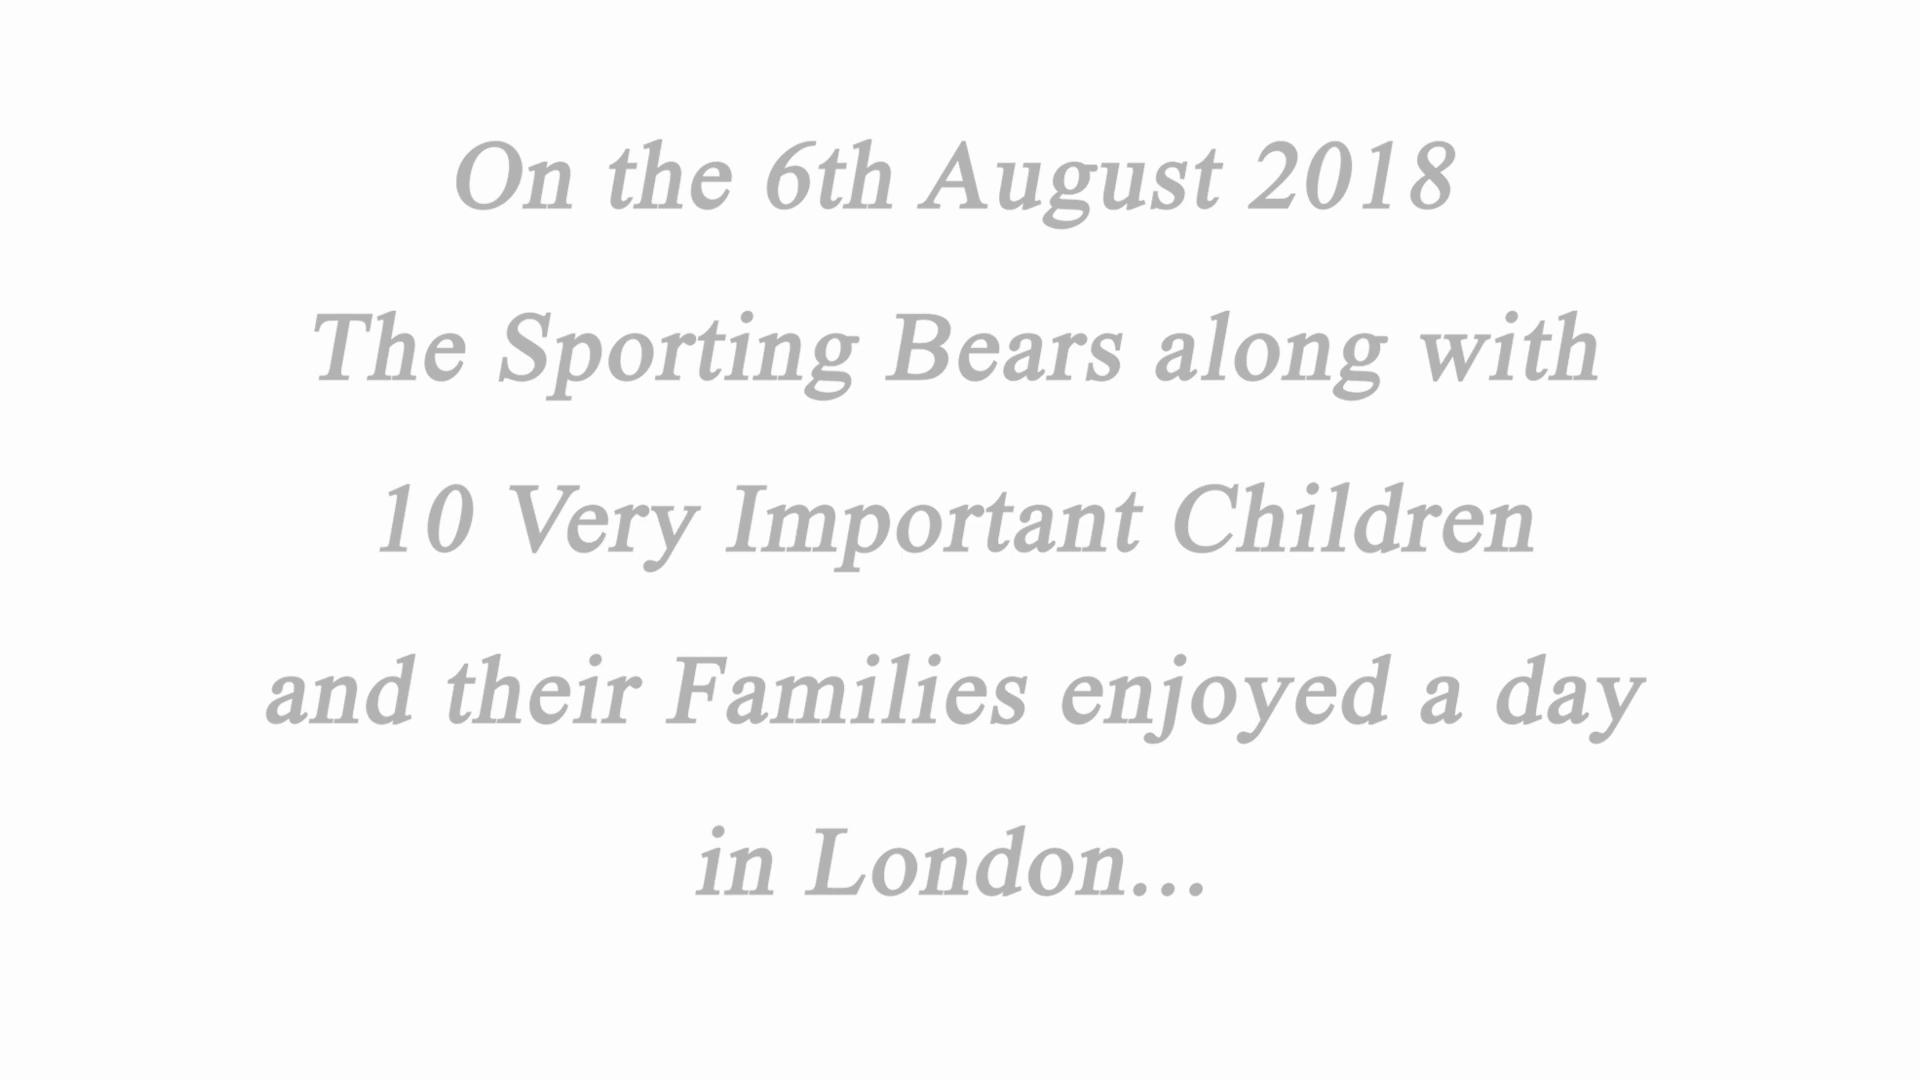 On the 6th August 2018
The Sporting Bears along with
10 Very Important Children
and their Families enjoyed a day
in London...